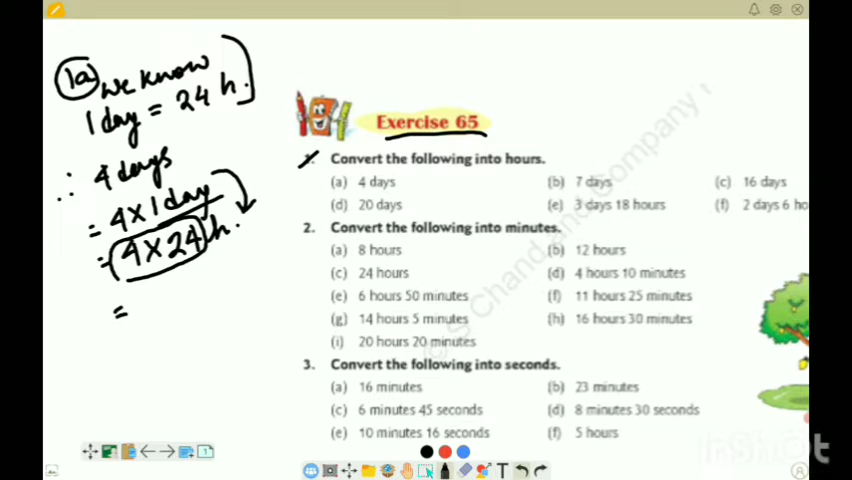 1a we know
1 day = 24 h.
∴ 4 days
= 4 × 1 day
= 4 × 24 h.
=
Exercise 65
1. Convert the following into hours.
(a) 4 days (b) 7 days (c) 16 days
(d) 20 days (e) 3 days 18 hours (f) 2 days 6 ho
2. Convert the following into minutes.
(a) 8 hours (b) 12 hours
(c) 24 hours (d) 4 hours 10 minutes
(e) 6 hours 50 minutes (f) 11 hours 25 minutes
(g) 14 hours 5 minutes (h) 16 hours 30 minutes
(i) 20 hours 20 minutes
3. Convert the following into seconds.
(a) 16 minutes (b) 23 minutes
(c) 6 minutes 45 seconds (d) 8 minutes 30 seconds
(e) 10 minutes 16 seconds (f) 5 hours
© S Chand and Company
InShot
1
T